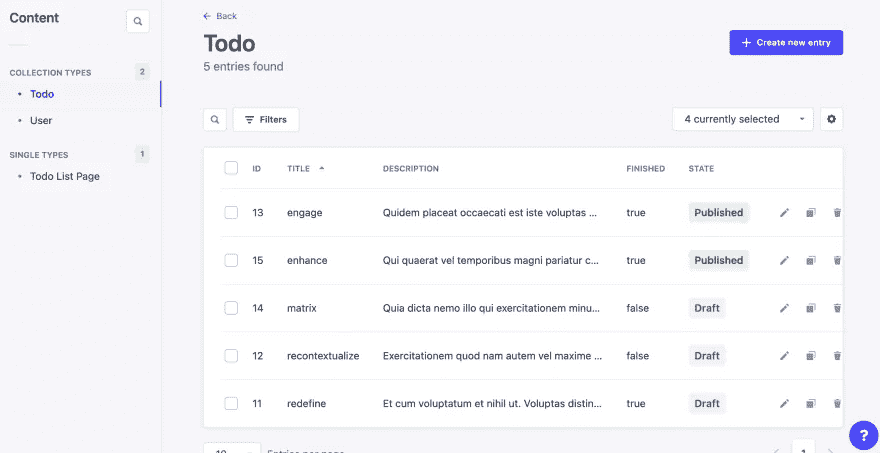 Content
COLLECTION TYPES 2
Todo
User
SINGLE TYPES 1
Todo List Page
Back
Todo
5 entries found
Create new entry
Filters
4 currently selected
ID TITLE DESCRIPTION FINISHED STATE
13 engage Quidem placeat occaecati est iste voluptas ... true Published
15 enhance Qui quaerat vel temporibus magni pariatur c... true Published
14 matrix Quia dicta nemo illo qui exercitationem minu... false Draft
12 recontextualize Exercitationem quod nam autem vel maxime ... false Draft
11 redefine Et cum voluptatum et nihil ut. Voluptas distin... true Draft
10 Entries per page 1
?